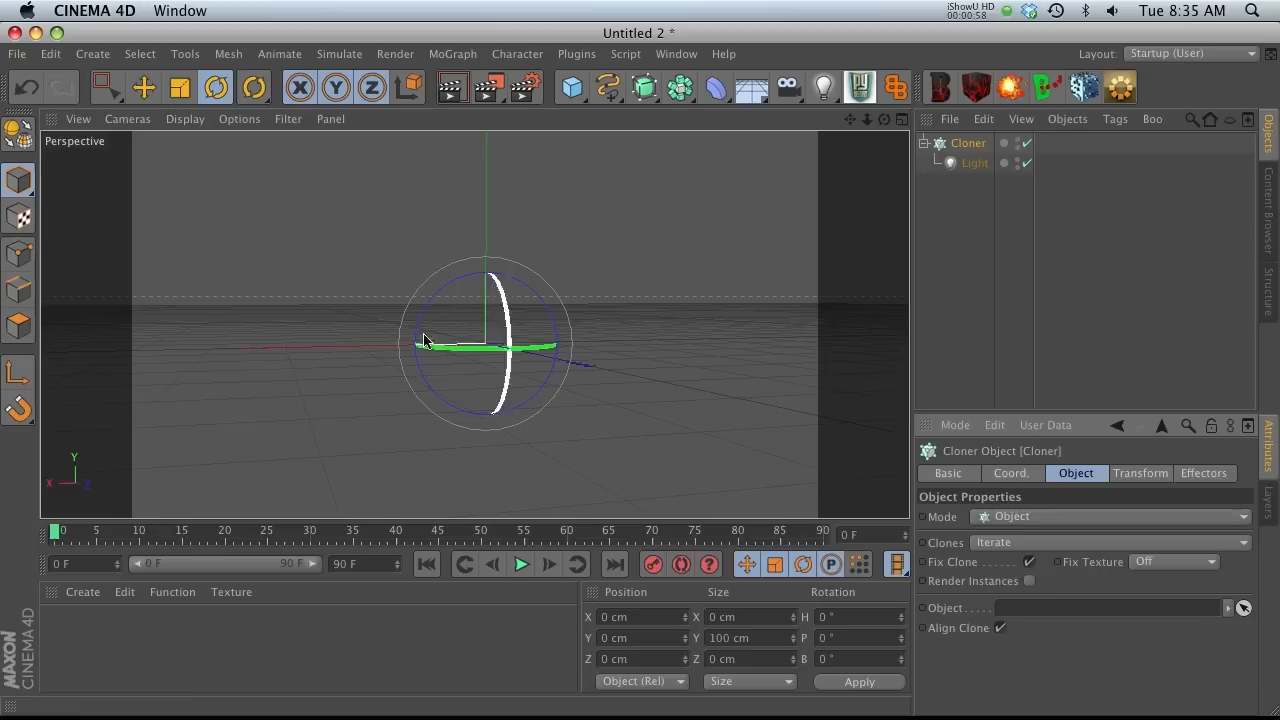 CINEMA 4D Window
iShowU HD
00:00:58
Tue 8:35 AM
Untitled 2 *
File Edit Create Select Tools Mesh Animate Simulate Render MoGraph Character Plugins Script Window Help
Layout: Startup (User)
View Cameras Display Options Filter Panel
File Edit View Objects Tags Boo
Perspective
Cloner
Light
Objects
Content Browser
Structure
Y
X Z
Mode Edit User Data
Cloner Object [Cloner]
Basic Coord. Object Transform Effectors
Object Properties
Mode Object
Clones Iterate
Fix Clone ...... Fix Texture Off
Render Instances
Object .....
Align Clone
Attributes
Layers
0 5 10 15 20 25 30 35 40 45 50 55 60 65 70 75 80 85 90 0 F
0 F 0 F 90 F 90 F
Create Edit Function Texture
Position Size Rotation
X 0 cm X 0 cm H 0 °
Y 0 cm Y 100 cm P 0 °
Z 0 cm Z 0 cm B 0 °
Object (Rel) Size Apply
MAXON
CINEMA 4D